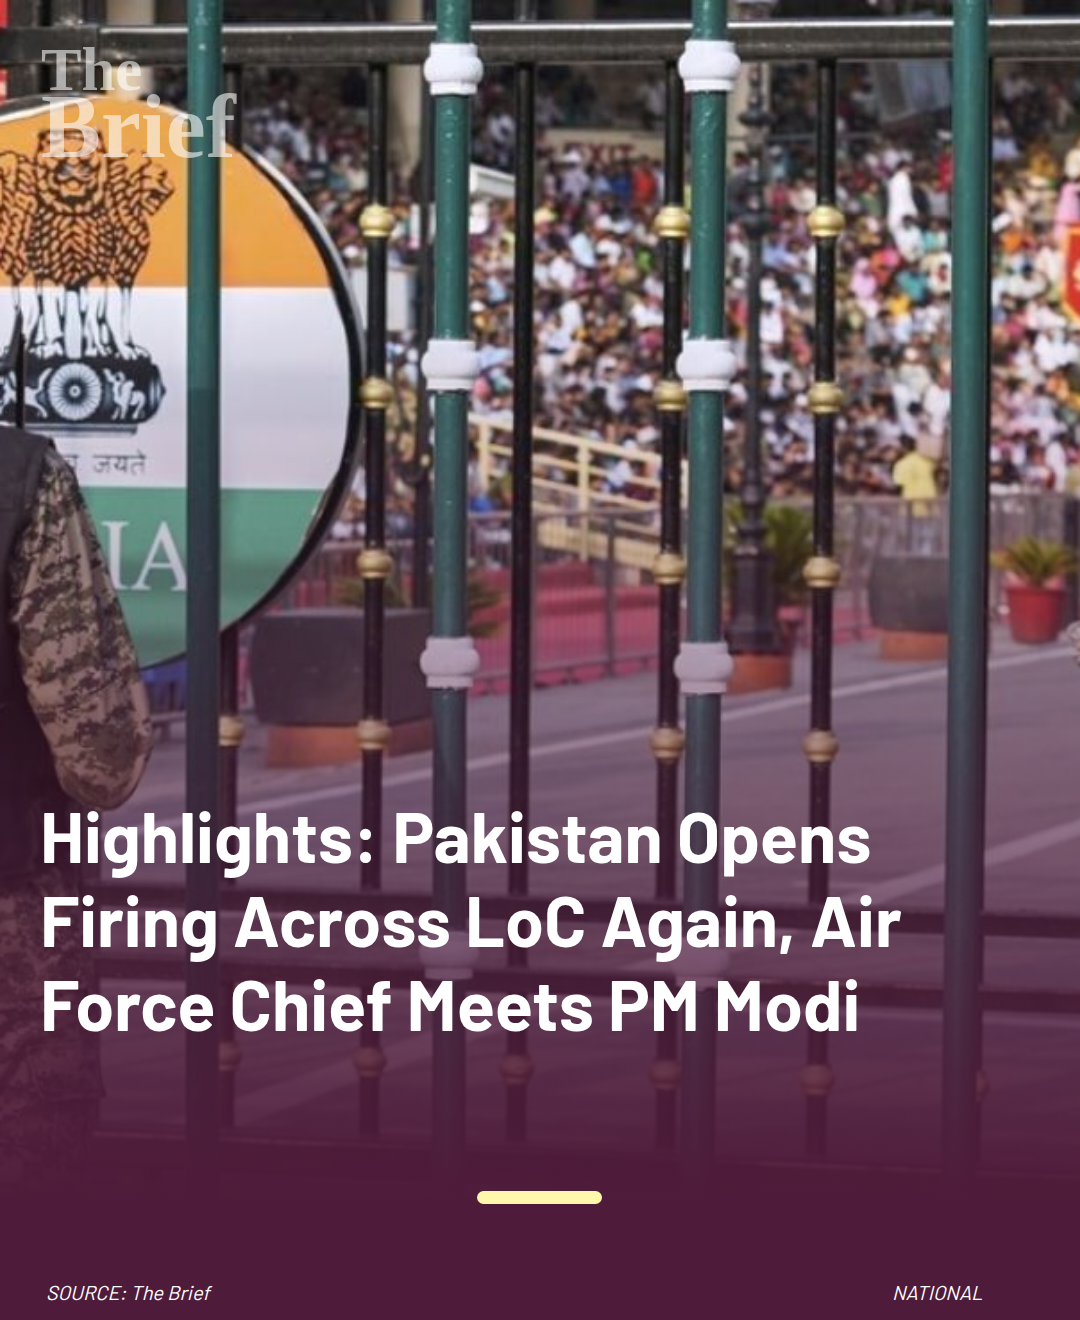 The
Brief
जयते
IA
Highlights: Pakistan Opens
Firing Across LoC Again, Air
Force Chief Meets PM Modi
SOURCE: The Brief
NATIONAL